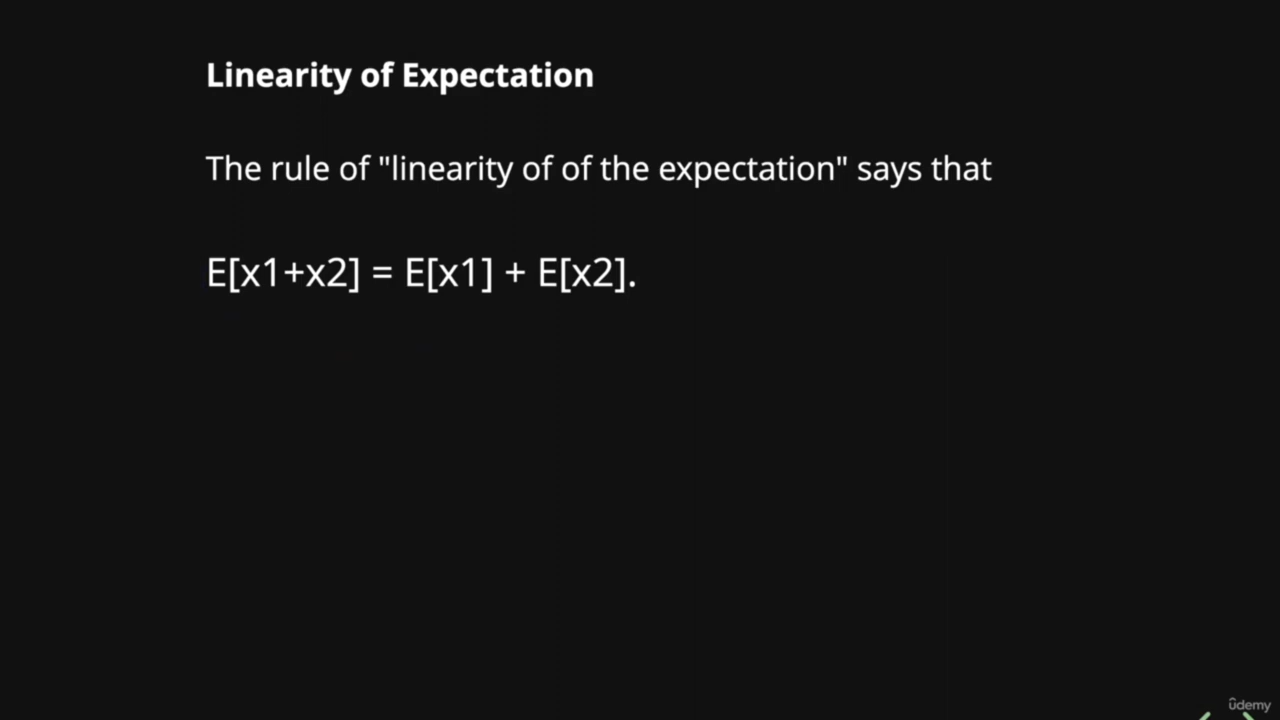 Linearity of Expectation
The rule of "linearity of of the expectation" says that
E[x1+x2] = E[x1] + E[x2].
ûdemy